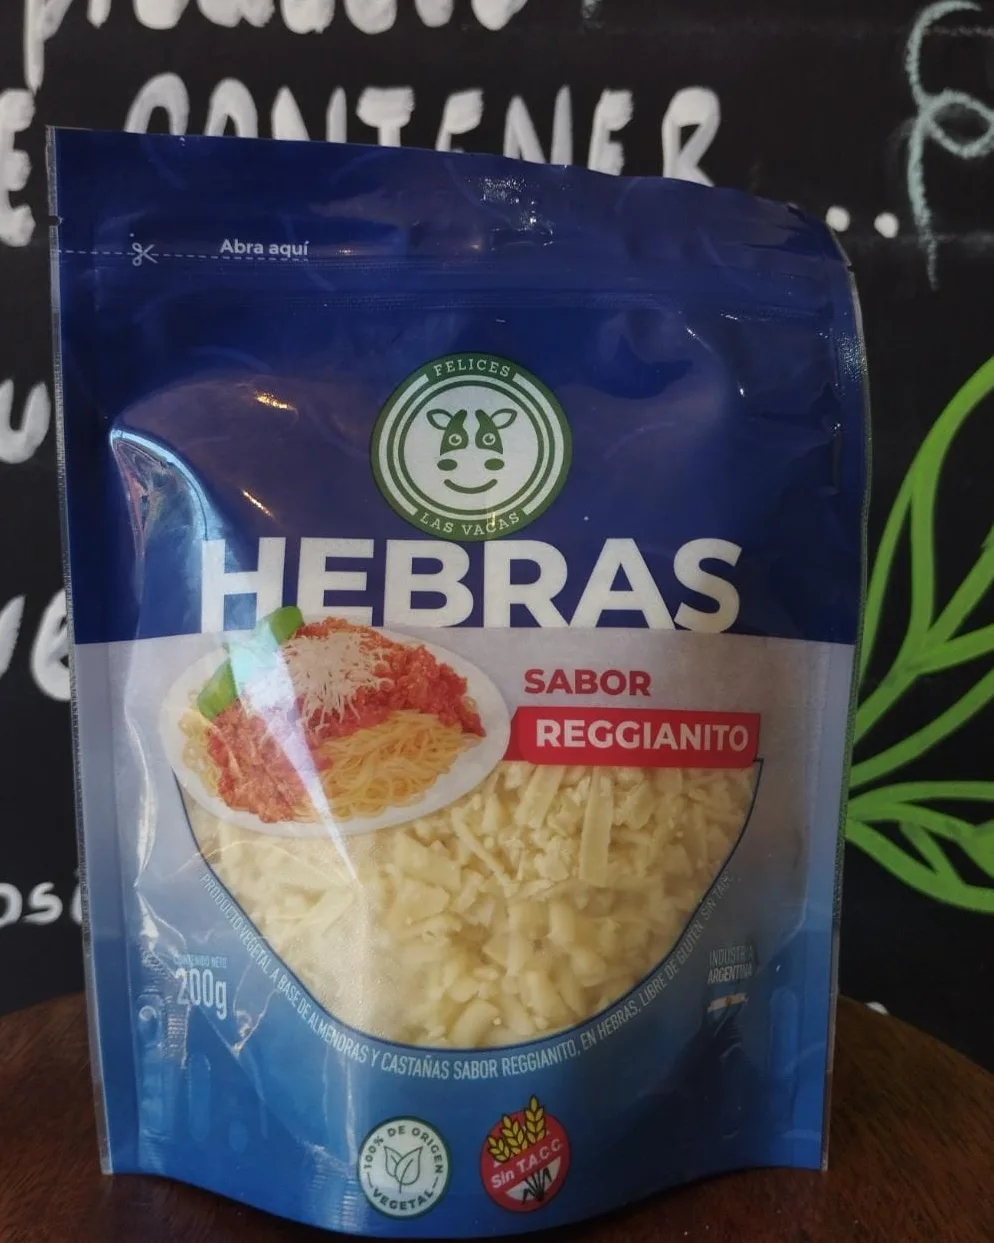 CONTENER
...
Abra aquí
FELICES
LAS VACAS
HEBRAS
SABOR
REGGIANITO
PRODUCTO VEGETAL A BASE DE ALMENDRAS Y CASTAÑAS SABOR REGGIANITO, EN HEBRAS, LIBRE DE GLUTEN, SIN
CONTENIDO NETO
200g
INDUSTRIA
ARGENTINA
100% DE ORIGEN
VEGETAL
Sin T.A.C.C.